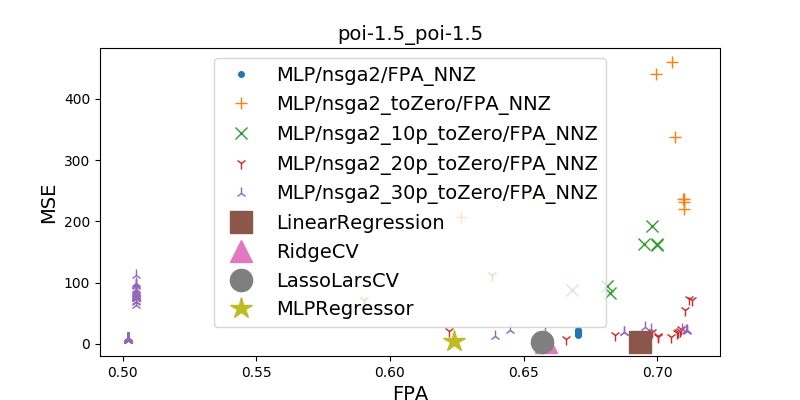 poi-1.5_poi-1.5
MLP/nsga2/FPA_NNZ
MLP/nsga2_toZero/FPA_NNZ
MLP/nsga2_10p_toZero/FPA_NNZ
MLP/nsga2_20p_toZero/FPA_NNZ
MLP/nsga2_30p_toZero/FPA_NNZ
LinearRegression
RidgeCV
LassoLarsCV
MLPRegressor
MSE
400
300
200
100
0
0.50 0.55 0.60 0.65 0.70
FPA